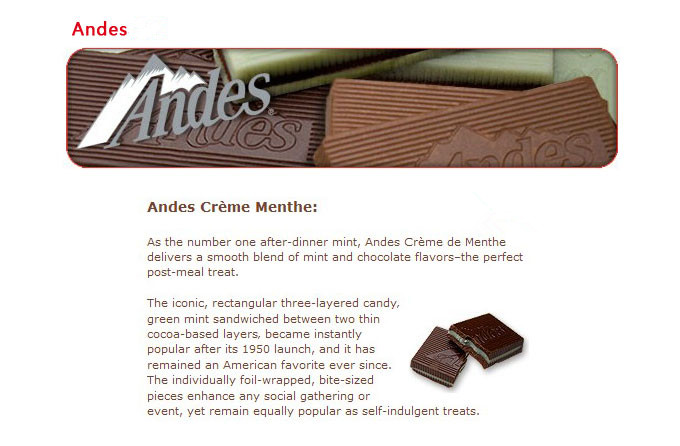 Andes
Andes®
Andes
Andes
Andes Crème Menthe:
As the number one after-dinner mint, Andes Crème de Menthe
delivers a smooth blend of mint and chocolate flavors–the perfect
post-meal treat.
The iconic, rectangular three-layered candy,
green mint sandwiched between two thin
cocoa-based layers, became instantly
popular after its 1950 launch, and it has
remained an American favorite ever since.
The individually foil-wrapped, bite-sized
pieces enhance any social gathering or
event, yet remain equally popular as self-indulgent treats.